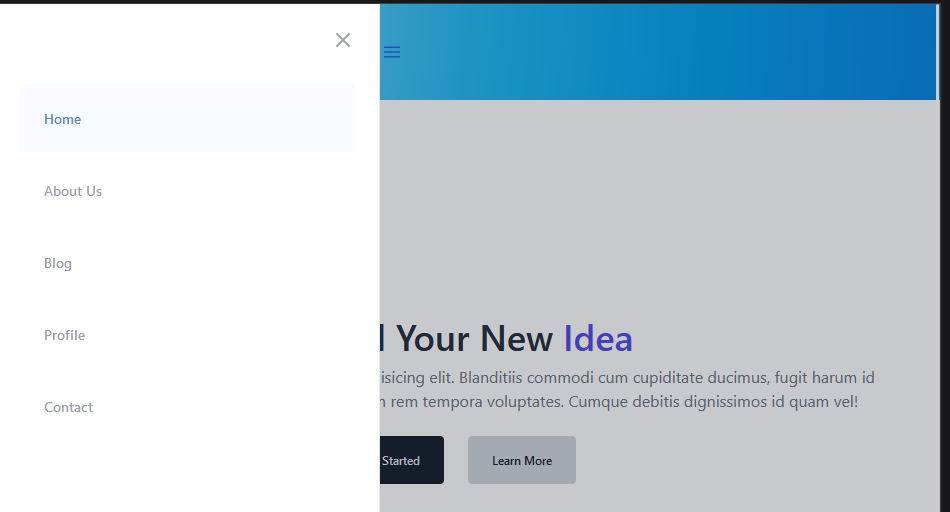 Home
About Us
Blog
Profile
Contact
Your New Idea
elit. Blanditiis commodi cum cupiditate ducimus, fugit harum id
rem tempora voluptates. Cumque debitis dignissimos id quam vel!
Started
Learn More